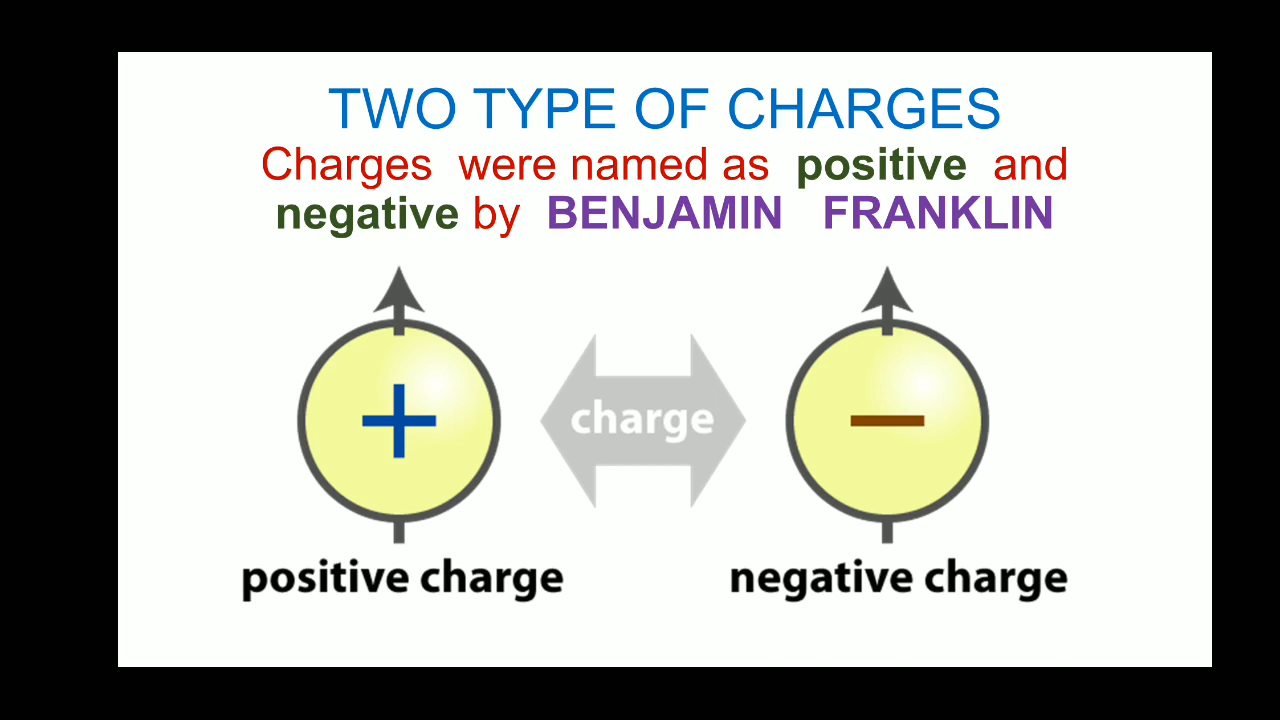 TWO TYPE OF CHARGES
Charges were named as positive and
negative by BENJAMIN FRANKLIN
+ charge −
positive charge negative charge